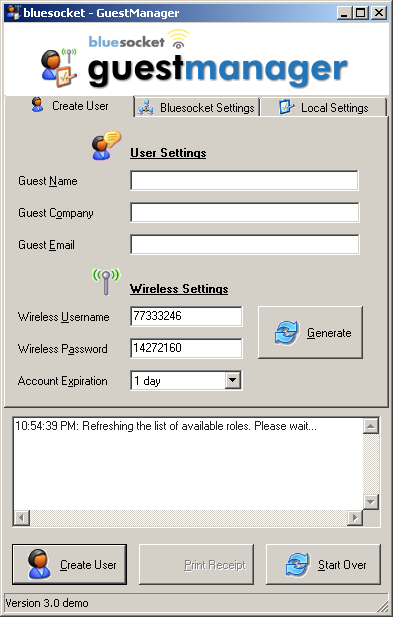 bluesocket - GuestManager
bluesocket
guestmanager
Create User
Bluesocket Settings
Local Settings
User Settings
Guest Name
Guest Company
Guest Email
Wireless Settings
Wireless Username
77333246
Generate
Wireless Password
14272160
Account Expiration
1 day
10:54:39 PM: Refreshing the list of available roles. Please wait...
Create User
Print Receipt
Start Over
Version 3.0 demo